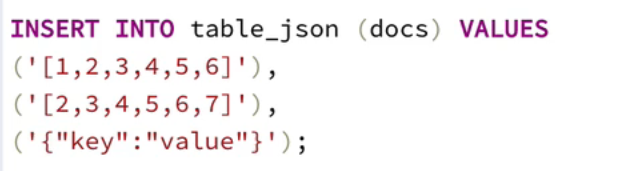 INSERT INTO table_json (docs) VALUES
('[1,2,3,4,5,6]'),
('[2,3,4,5,6,7]'),
('{"key":"value"}');